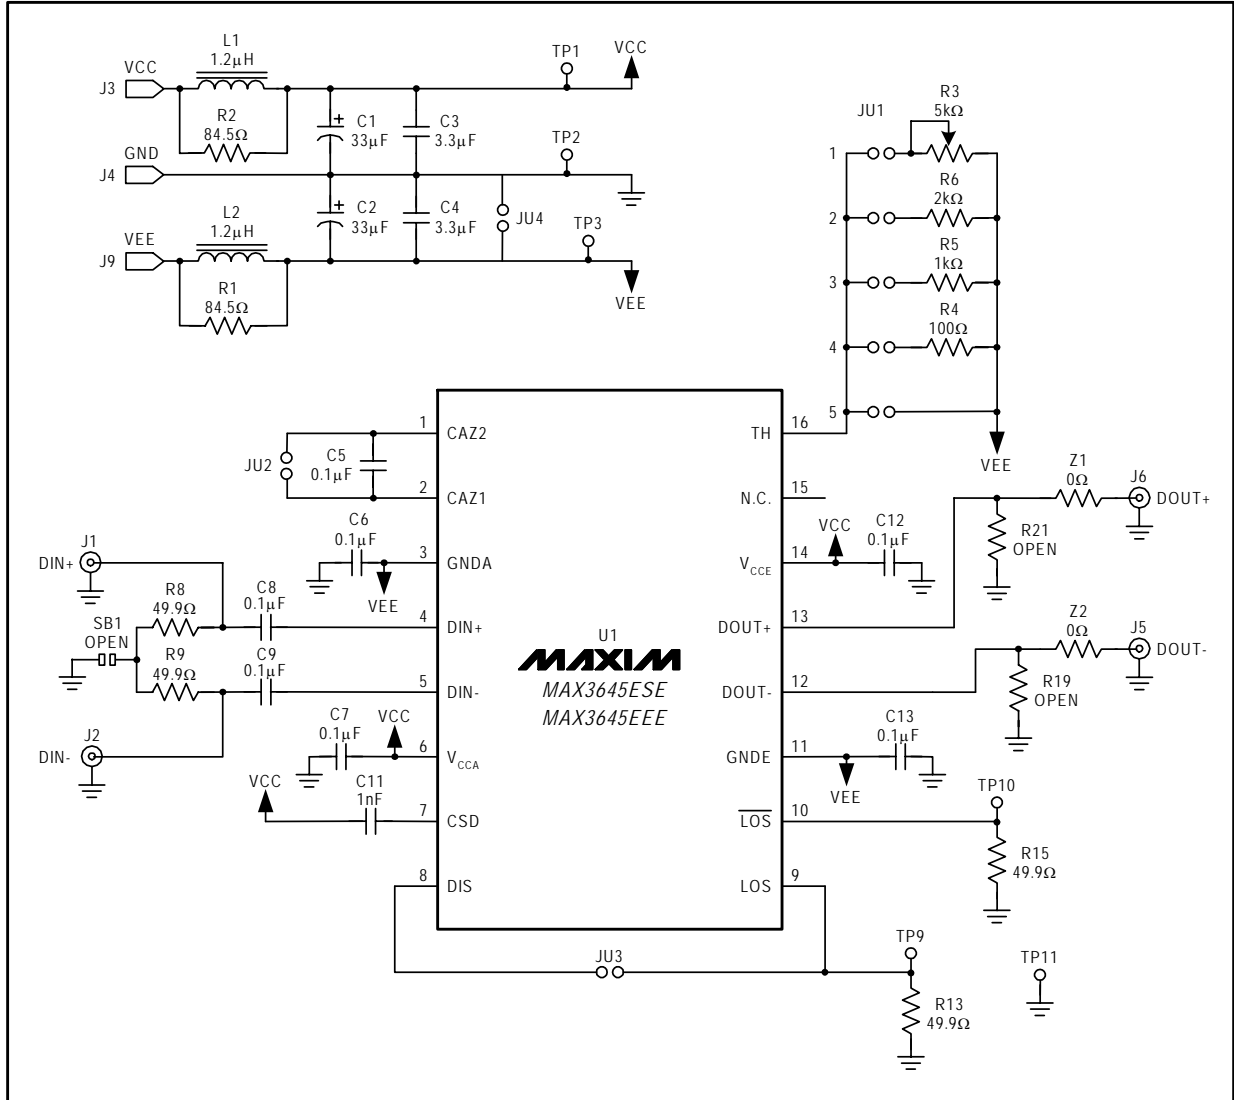 L1
1.2µH
VCC
J3
R2
84.5Ω
GND
J4
L2
1.2µH
VEE
J9
R1
84.5Ω
C1
33µF
C3
3.3µF
C2
33µF
C4
3.3µF
TP1
VCC
TP2
JU4
TP3
VEE
JU1
R3
5kΩ
1
R6
2kΩ
2
R5
1kΩ
3
R4
100Ω
4
5
VEE
1
CAZ2
JU2
C5
0.1µF
2
CAZ1
C6
0.1µF
3
GNDA
VEE
J1
DIN+
R8
49.9Ω
C8
0.1µF
4
DIN+
SB1
OPEN
R9
49.9Ω
C9
0.1µF
5
DIN-
J2
DIN-
C7
0.1µF
VCC
6
VCCA
VCC
C11
1nF
7
CSD
8
DIS
U1
MAXIM
MAX3645ESE
MAX3645EEE
TH
16
N.C.
15
VCCE
14
VCC
C12
0.1µF
DOUT+
13
Z1
0Ω
J6
DOUT+
R21
OPEN
DOUT-
12
Z2
0Ω
J5
DOUT-
R19
OPEN
GNDE
11
VEE
C13
0.1µF
LOS
10
TP10
R15
49.9Ω
LOS
9
JU3
TP9
R13
49.9Ω
TP11